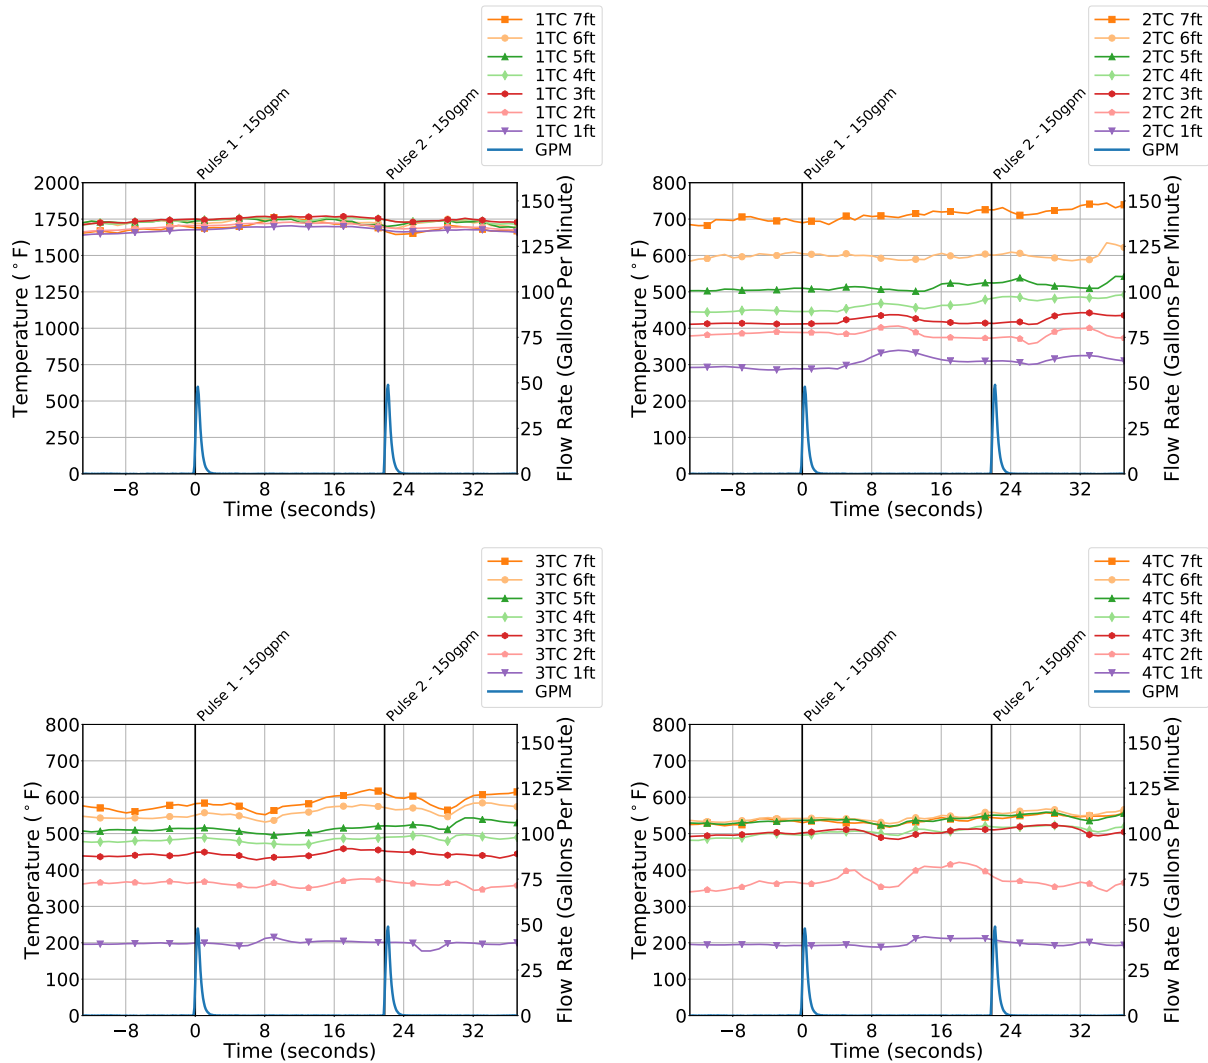 1TC 7ft
1TC 6ft
1TC 5ft
1TC 4ft
1TC 3ft
1TC 2ft
1TC 1ft
GPM
Pulse 1 - 150gpm
Pulse 2 - 150gpm
2000
1750
1500
1250
1000
750
500
250
0
Temperature (°F)
150
125
100
75
50
25
0
Flow Rate (Gallons Per Minute)
−8 0 8 16 24 32
Time (seconds)
2TC 7ft
2TC 6ft
2TC 5ft
2TC 4ft
2TC 3ft
2TC 2ft
2TC 1ft
GPM
Pulse 1 - 150gpm
Pulse 2 - 150gpm
800
700
600
500
400
300
200
100
0
Temperature (°F)
150
125
100
75
50
25
0
Flow Rate (Gallons Per Minute)
−8 0 8 16 24 32
Time (seconds)
3TC 7ft
3TC 6ft
3TC 5ft
3TC 4ft
3TC 3ft
3TC 2ft
3TC 1ft
GPM
Pulse 1 - 150gpm
Pulse 2 - 150gpm
800
700
600
500
400
300
200
100
0
Temperature (°F)
150
125
100
75
50
25
0
Flow Rate (Gallons Per Minute)
−8 0 8 16 24 32
Time (seconds)
4TC 7ft
4TC 6ft
4TC 5ft
4TC 4ft
4TC 3ft
4TC 2ft
4TC 1ft
GPM
Pulse 1 - 150gpm
Pulse 2 - 150gpm
800
700
600
500
400
300
200
100
0
Temperature (°F)
150
125
100
75
50
25
0
Flow Rate (Gallons Per Minute)
−8 0 8 16 24 32
Time (seconds)